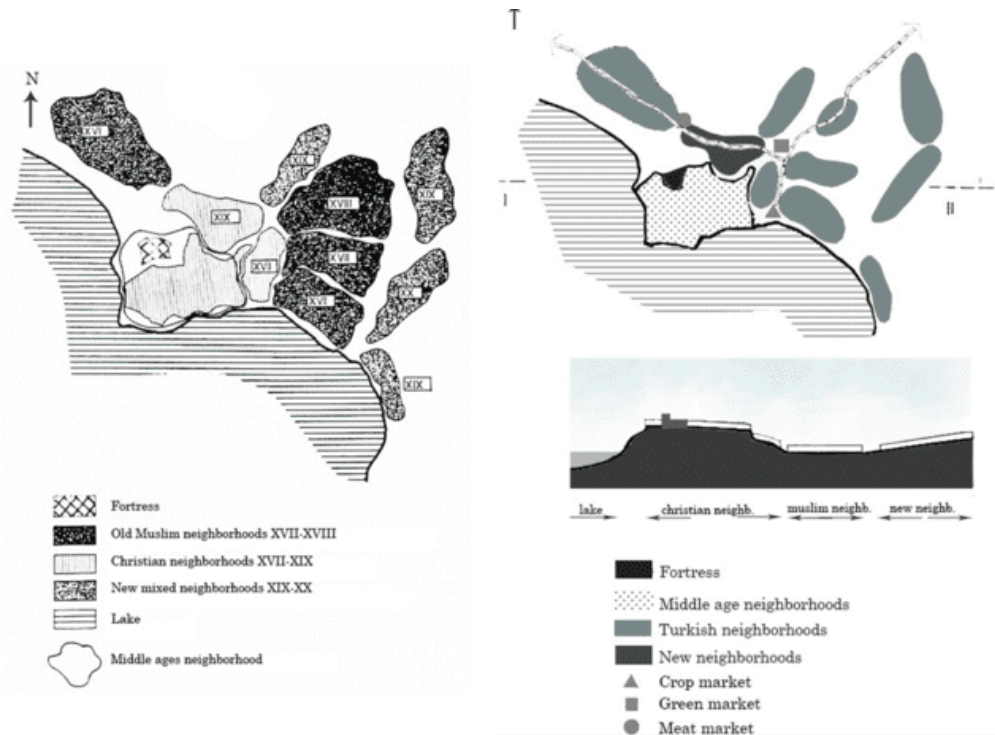 N
XVI
XIX
XVIII
XIX
XIX
XVII
XVII
XVI
XX
XIX
Fortress
Old Muslim neighborhoods XVII-XVIII
Christian neighborhoods XVII-XIX
New mixed neighborhoods XIX-XX
Lake
Middle ages neighborhood
I
II
lake
christian neighb.
muslim neighb.
new neighb.
Fortress
Middle age neighborhoods
Turkish neighborhoods
New neighborhoods
Crop market
Green market
Meat market